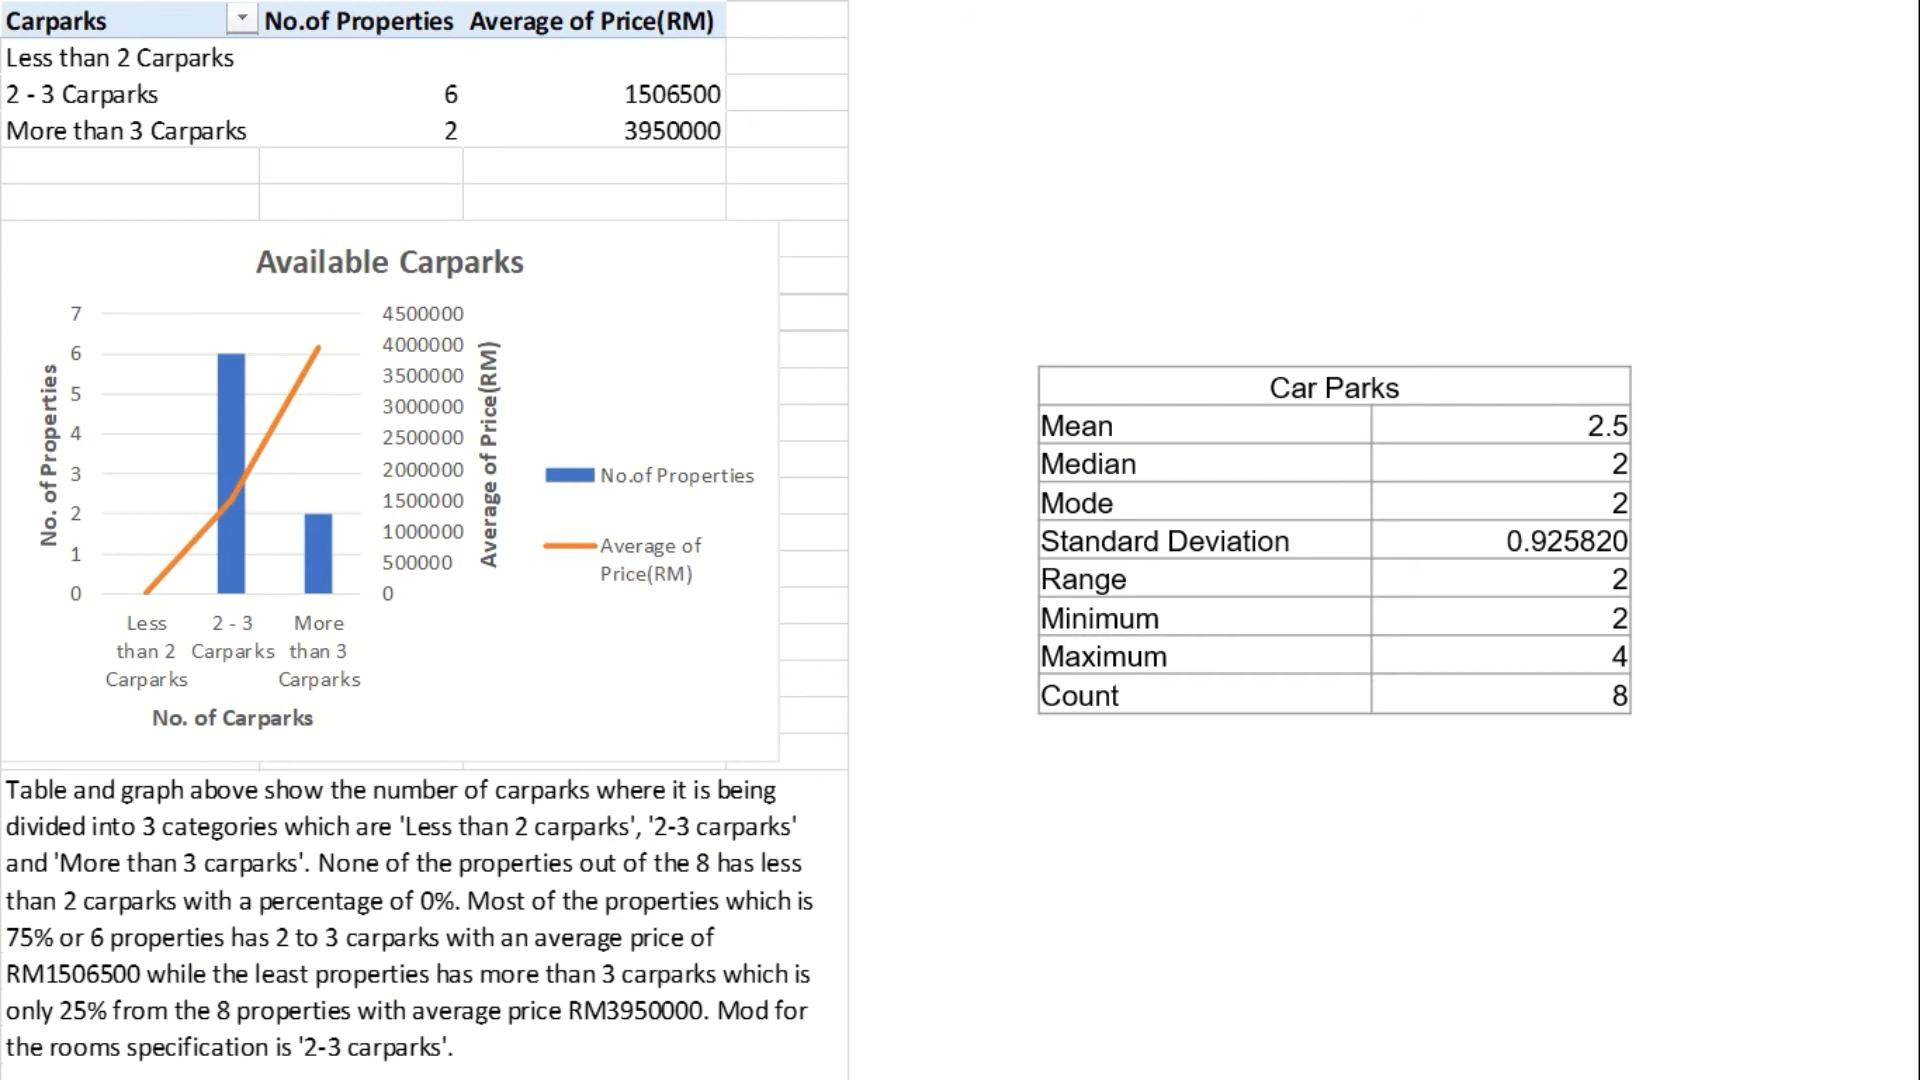 Carparks No.of Properties Average of Price(RM)
Less than 2 Carparks
2 - 3 Carparks 6 1506500
More than 3 Carparks 2 3950000
Available Carparks
7
6
5
4
3
2
1
0
No. of Properties
4500000
4000000
3500000
3000000
2500000
2000000
1500000
1000000
500000
0
Average of Price(RM)
Less than 2 Carparks
2 - 3 Carparks
More than 3 Carparks
No. of Carparks
No.of Properties
Average of
Price(RM)
Table and graph above show the number of carparks where it is being
divided into 3 categories which are 'Less than 2 carparks', '2-3 carparks'
and 'More than 3 carparks'. None of the properties out of the 8 has less
than 2 carparks with a percentage of 0%. Most of the properties which is
75% or 6 properties has 2 to 3 carparks with an average price of
RM1506500 while the least properties has more than 3 carparks which is
only 25% from the 8 properties with average price RM3950000. Mod for
the rooms specification is '2-3 carparks'.
Car Parks
Mean 2.5
Median 2
Mode 2
Standard Deviation 0.925820
Range 2
Minimum 2
Maximum 4
Count 8